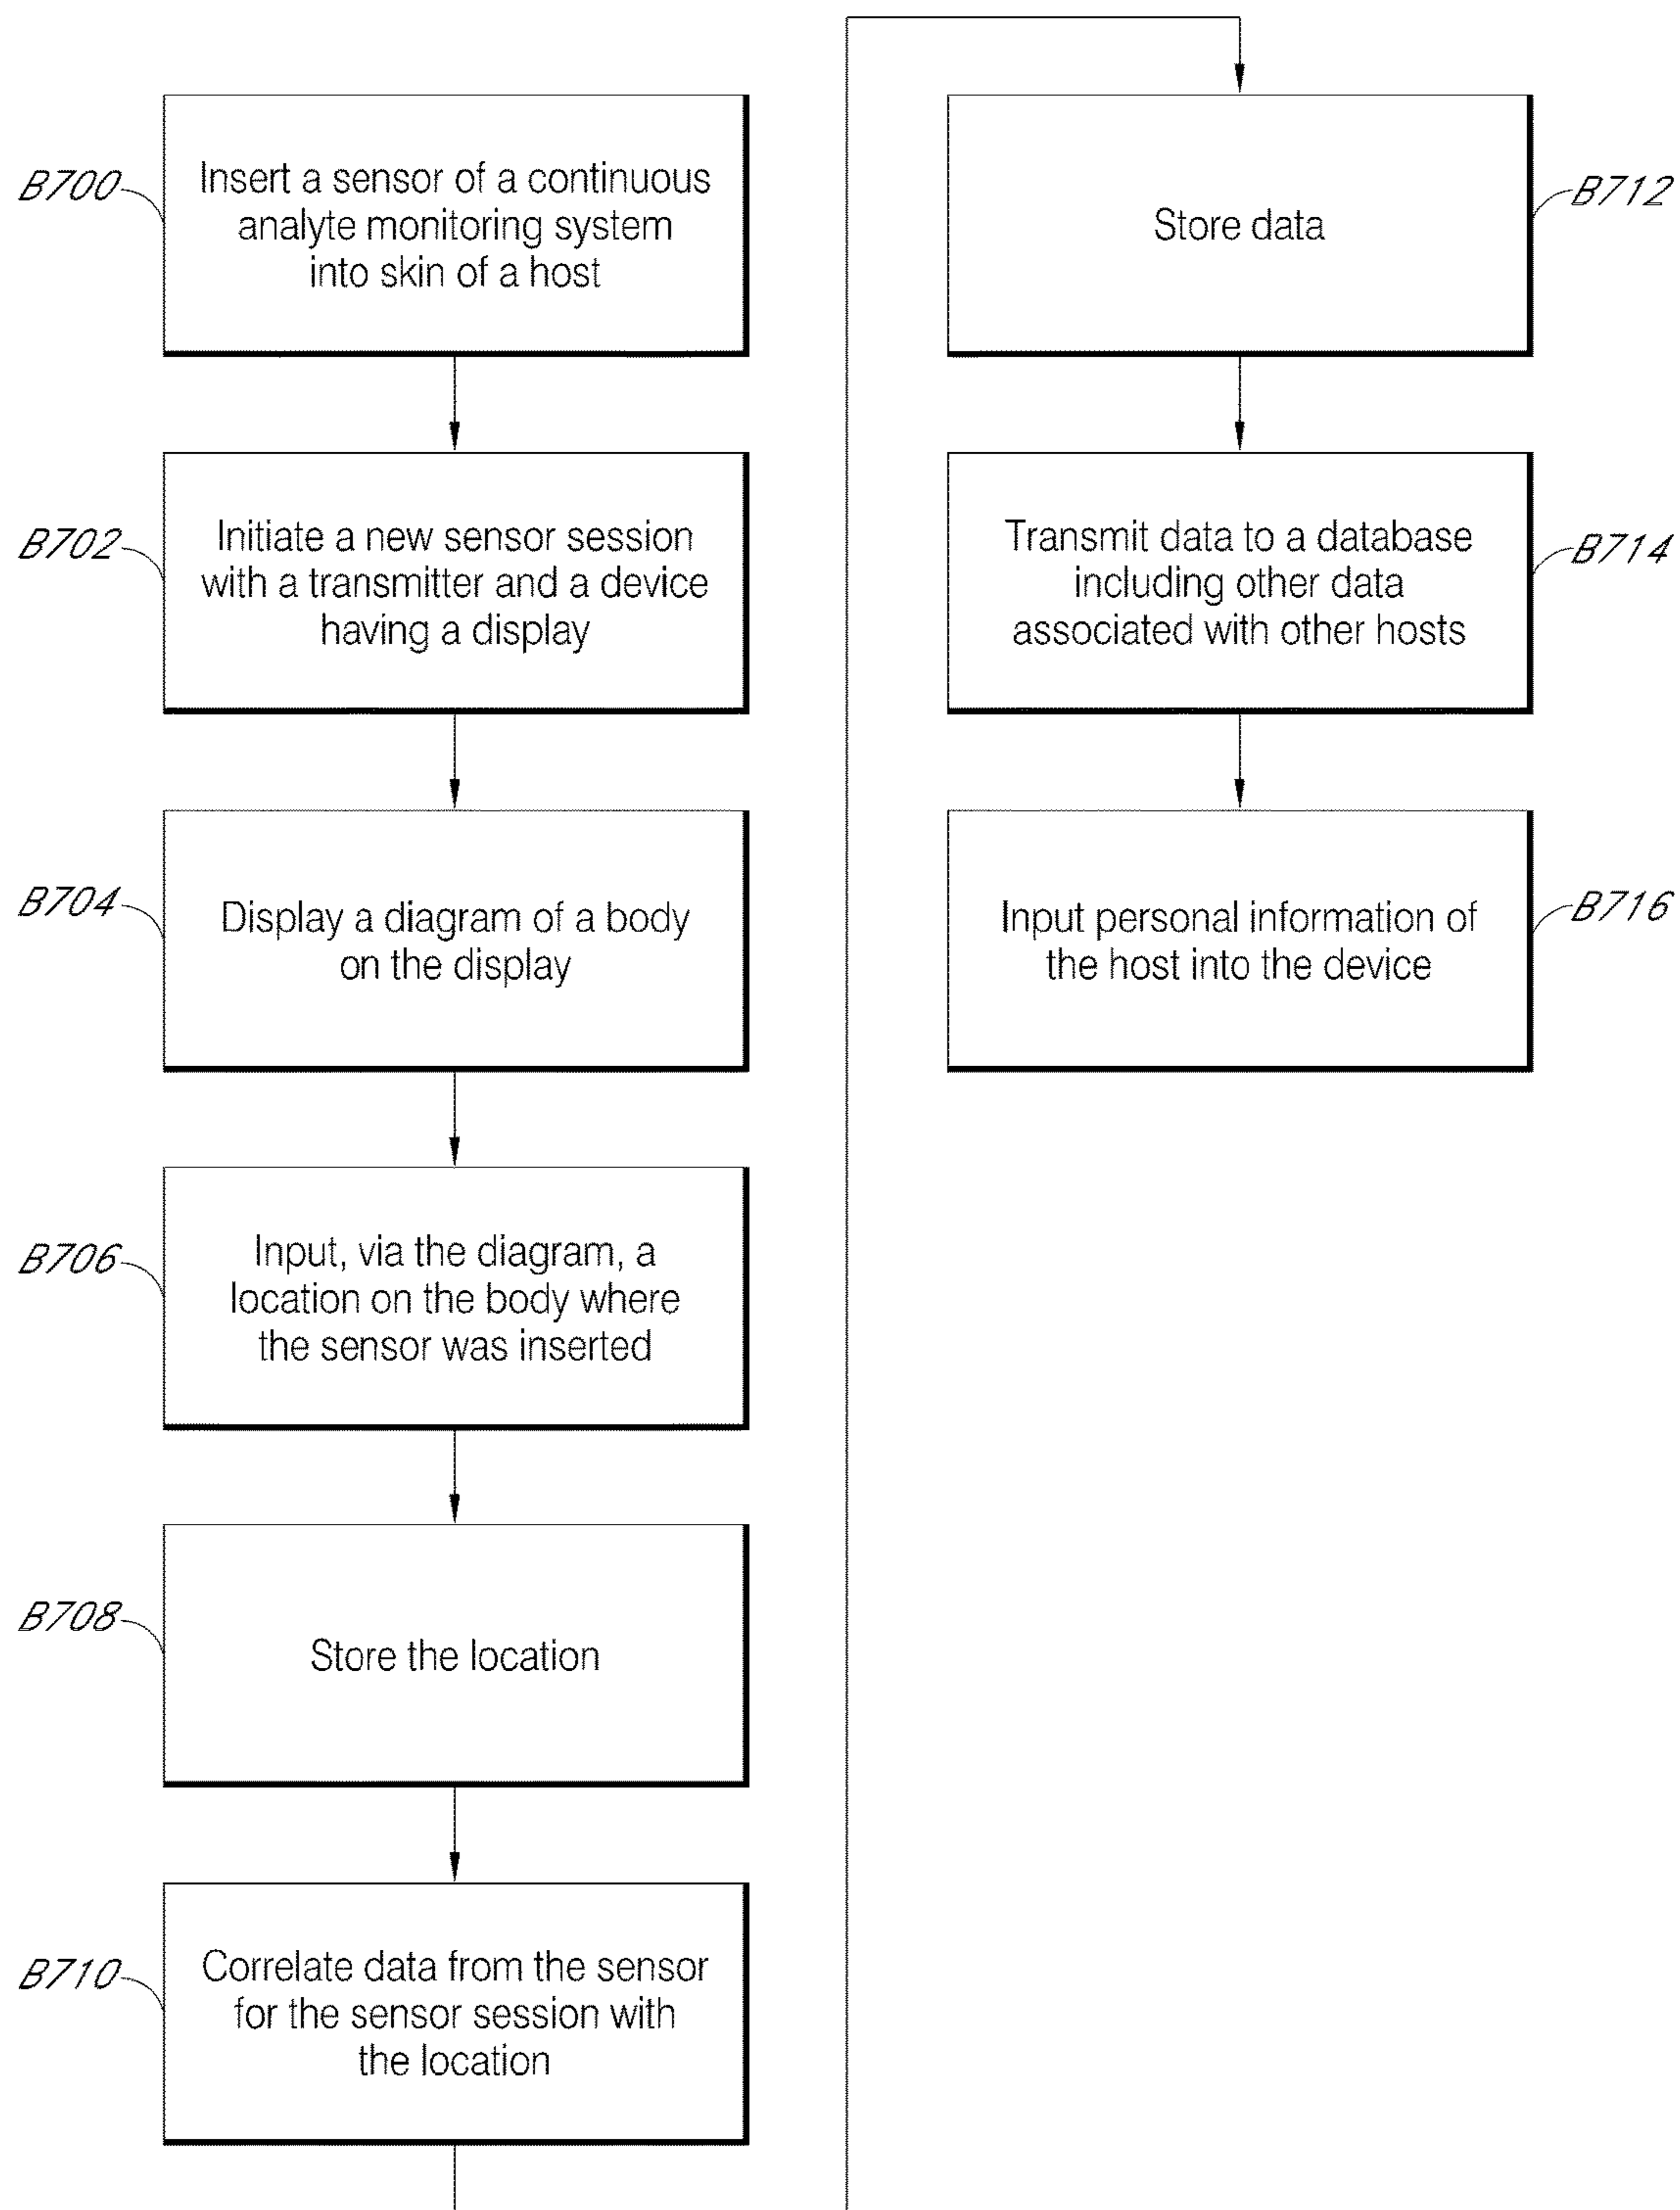 B700
Insert a sensor of a continuous
analyte monitoring system
into skin of a host
B702
Initiate a new sensor session
with a transmitter and a device
having a display
B704
Display a diagram of a body
on the display
B706
Input, via the diagram, a
location on the body where
the sensor was inserted
B708
Store the location
B710
Correlate data from the sensor
for the sensor session with
the location
B712
Store data
B714
Transmit data to a database
including other data
associated with other hosts
B716
Input personal information of
the host into the device